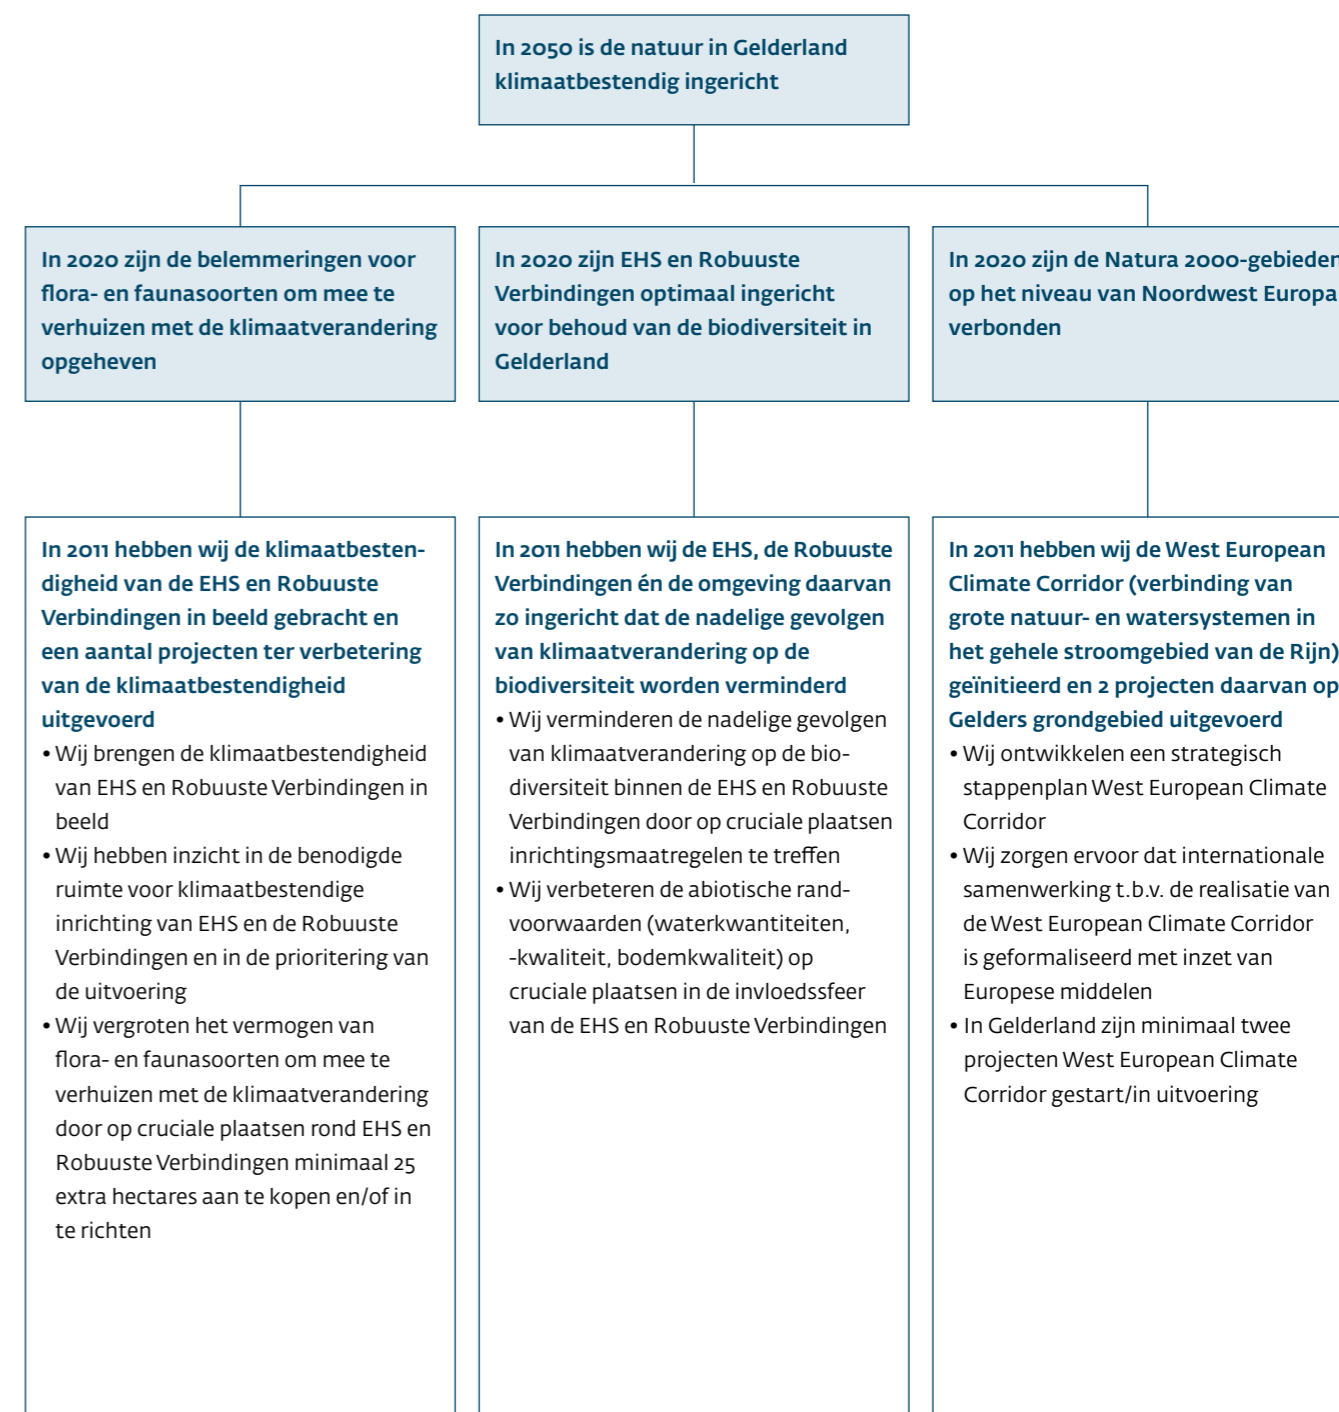 In 2050 is de natuur in Gelderland
klimaatbestendig ingericht
In 2020 zijn de belemmeringen voor
flora- en faunasoorten om mee te
verhuizen met de klimaatverandering
opgeheven
In 2020 zijn EHS en Robuuste
Verbindingen optimaal ingericht
voor behoud van de biodiversiteit in
Gelderland
In 2020 zijn de Natura 2000-gebieden
op het niveau van Noordwest Europa
verbonden
In 2011 hebben wij de klimaatbesten-
digheid van de EHS en Robuuste
Verbindingen in beeld gebracht en
een aantal projecten ter verbetering
van de klimaatbestendigheid
uitgevoerd
• Wij brengen de klimaatbestendigheid
van EHS en Robuuste Verbindingen in
beeld
• Wij hebben inzicht in de benodigde
ruimte voor klimaatbestendige
inrichting van EHS en de Robuuste
Verbindingen en in de prioritering van
de uitvoering
• Wij vergroten het vermogen van
flora- en faunasoorten om mee te
verhuizen met de klimaatverandering
door op cruciale plaatsen rond EHS en
Robuuste Verbindingen minimaal 25
extra hectares aan te kopen en/of in
te richten
In 2011 hebben wij de EHS, de Robuuste
Verbindingen én de omgeving daarvan
zo ingericht dat de nadelige gevolgen
van klimaatverandering op de
biodiversiteit worden verminderd
• Wij verminderen de nadelige gevolgen
van klimaatverandering op de bio-
diversiteit binnen de EHS en Robuuste
Verbindingen door op cruciale plaatsen
inrichtingsmaatregelen te treffen
• Wij verbeteren de abiotische rand-
voorwaarden (waterkwantiteiten,
-kwaliteit, bodemkwaliteit) op
cruciale plaatsen in de invloedssfeer
van de EHS en Robuuste Verbindingen
In 2011 hebben wij de West European
Climate Corridor (verbinding van
grote natuur- en watersystemen in
het gehele stroomgebied van de Rijn)
geïnitieerd en 2 projecten daarvan op
Gelders grondgebied uitgevoerd
• Wij ontwikkelen een strategisch
stappenplan West European Climate
Corridor
• Wij zorgen ervoor dat internationale
samenwerking t.b.v. de realisatie van
de West European Climate Corridor
is geformaliseerd met inzet van
Europese middelen
• In Gelderland zijn minimaal twee
projecten West European Climate
Corridor gestart/in uitvoering